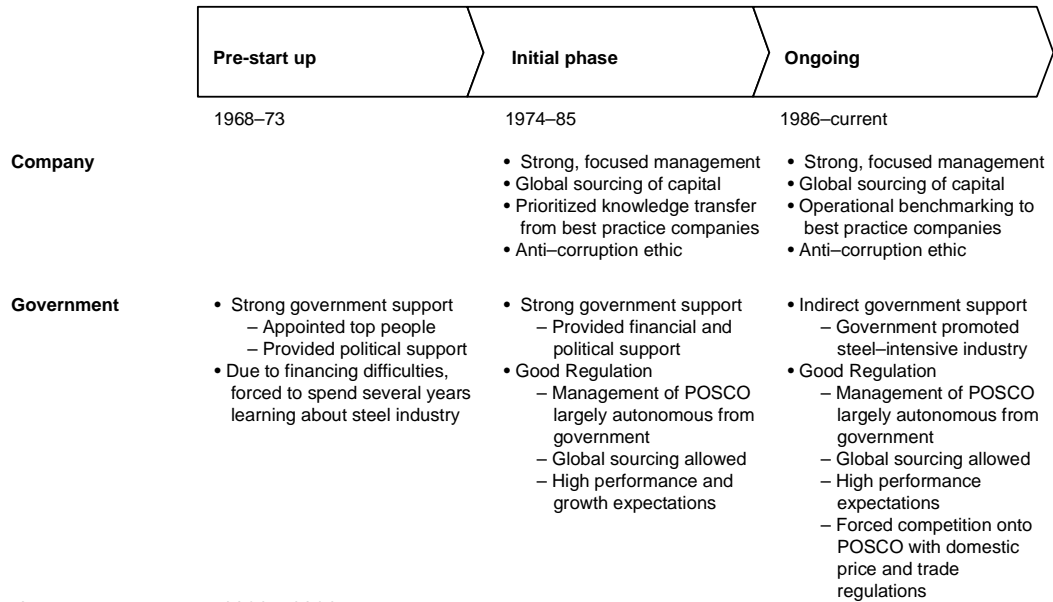 Pre-start up
Initial phase
Ongoing
1968–73
1974–85
1986–current
Company
• Strong, focused management
• Global sourcing of capital
• Prioritized knowledge transfer
from best practice companies
• Anti–corruption ethic
• Strong, focused management
• Global sourcing of capital
• Operational benchmarking to
best practice companies
• Anti–corruption ethic
Government
• Strong government support
– Appointed top people
– Provided political support
• Due to financing difficulties,
forced to spend several years
learning about steel industry
• Strong government support
– Provided financial and
political support
• Good Regulation
– Management of POSCO
largely autonomous from
government
– Global sourcing allowed
– High performance and
growth expectations
• Indirect government support
– Government promoted
steel–intensive industry
• Good Regulation
– Management of POSCO
largely autonomous from
government
– Global sourcing allowed
– High performance
expectations
– Forced competition onto
POSCO with domestic
price and trade
regulations